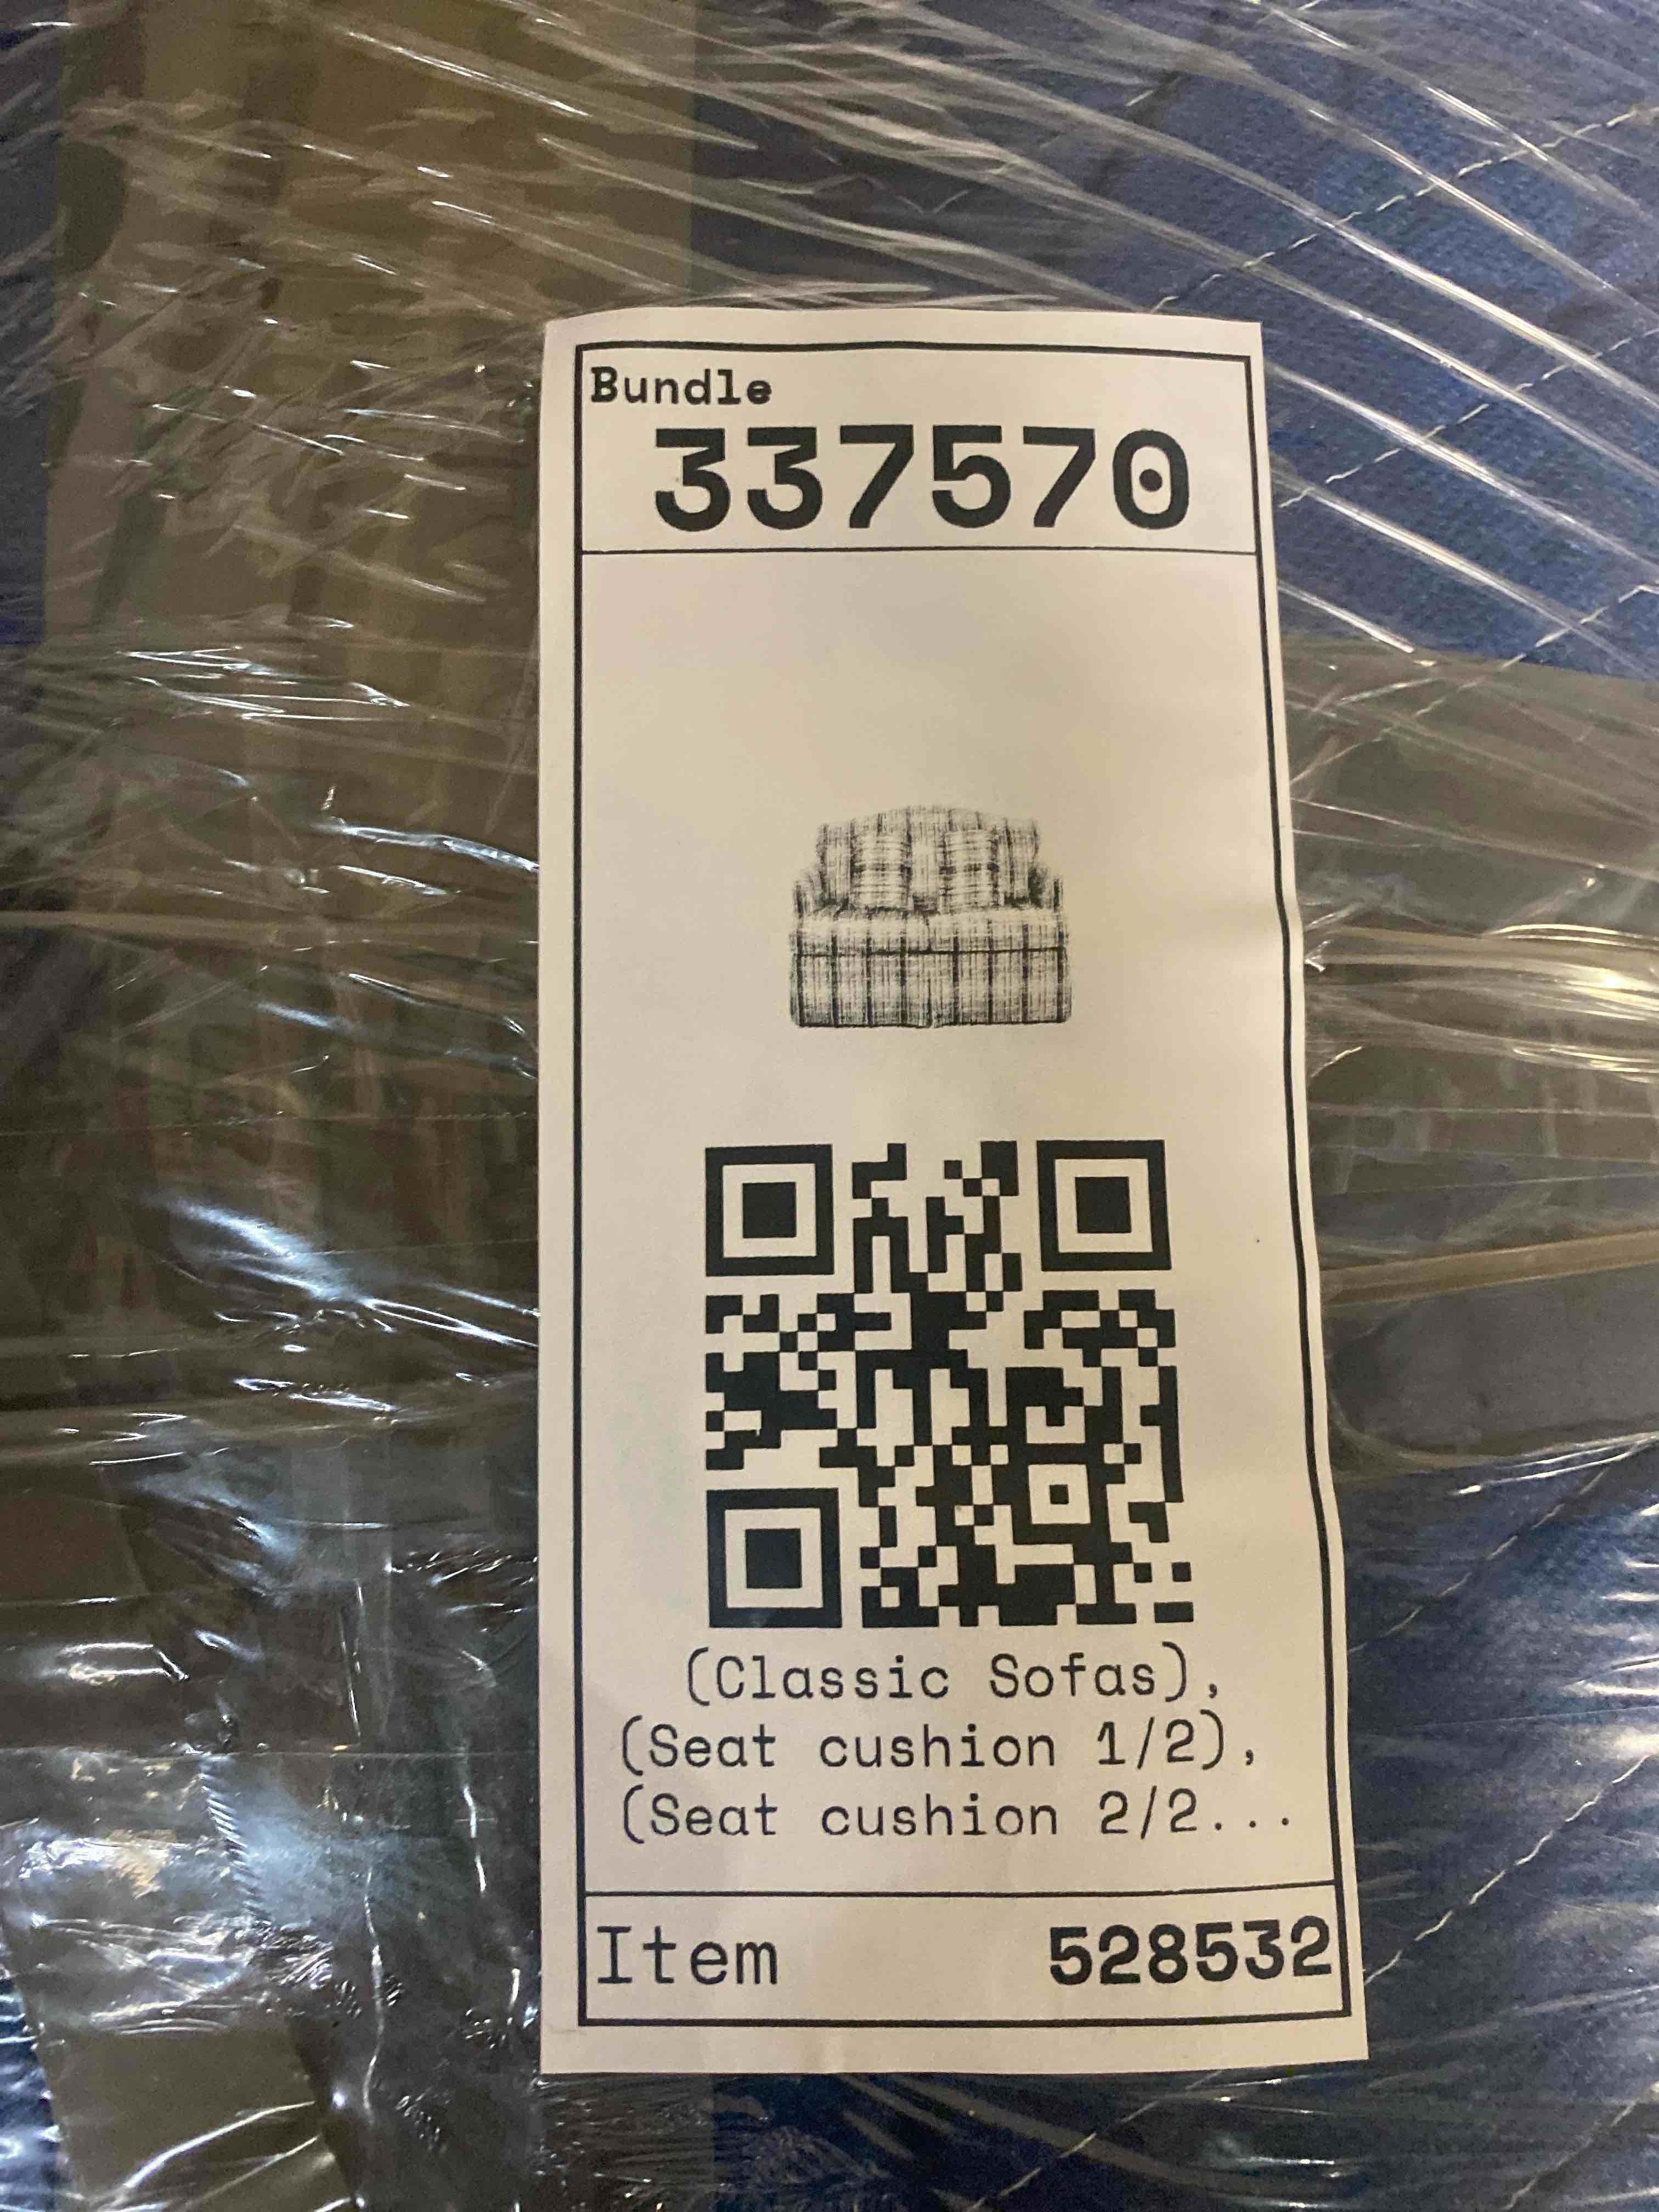 Bundle
337570
(Classic Sofas),
(Seat cushion 1/2),
(Seat cushion 2/2...
Item 528532